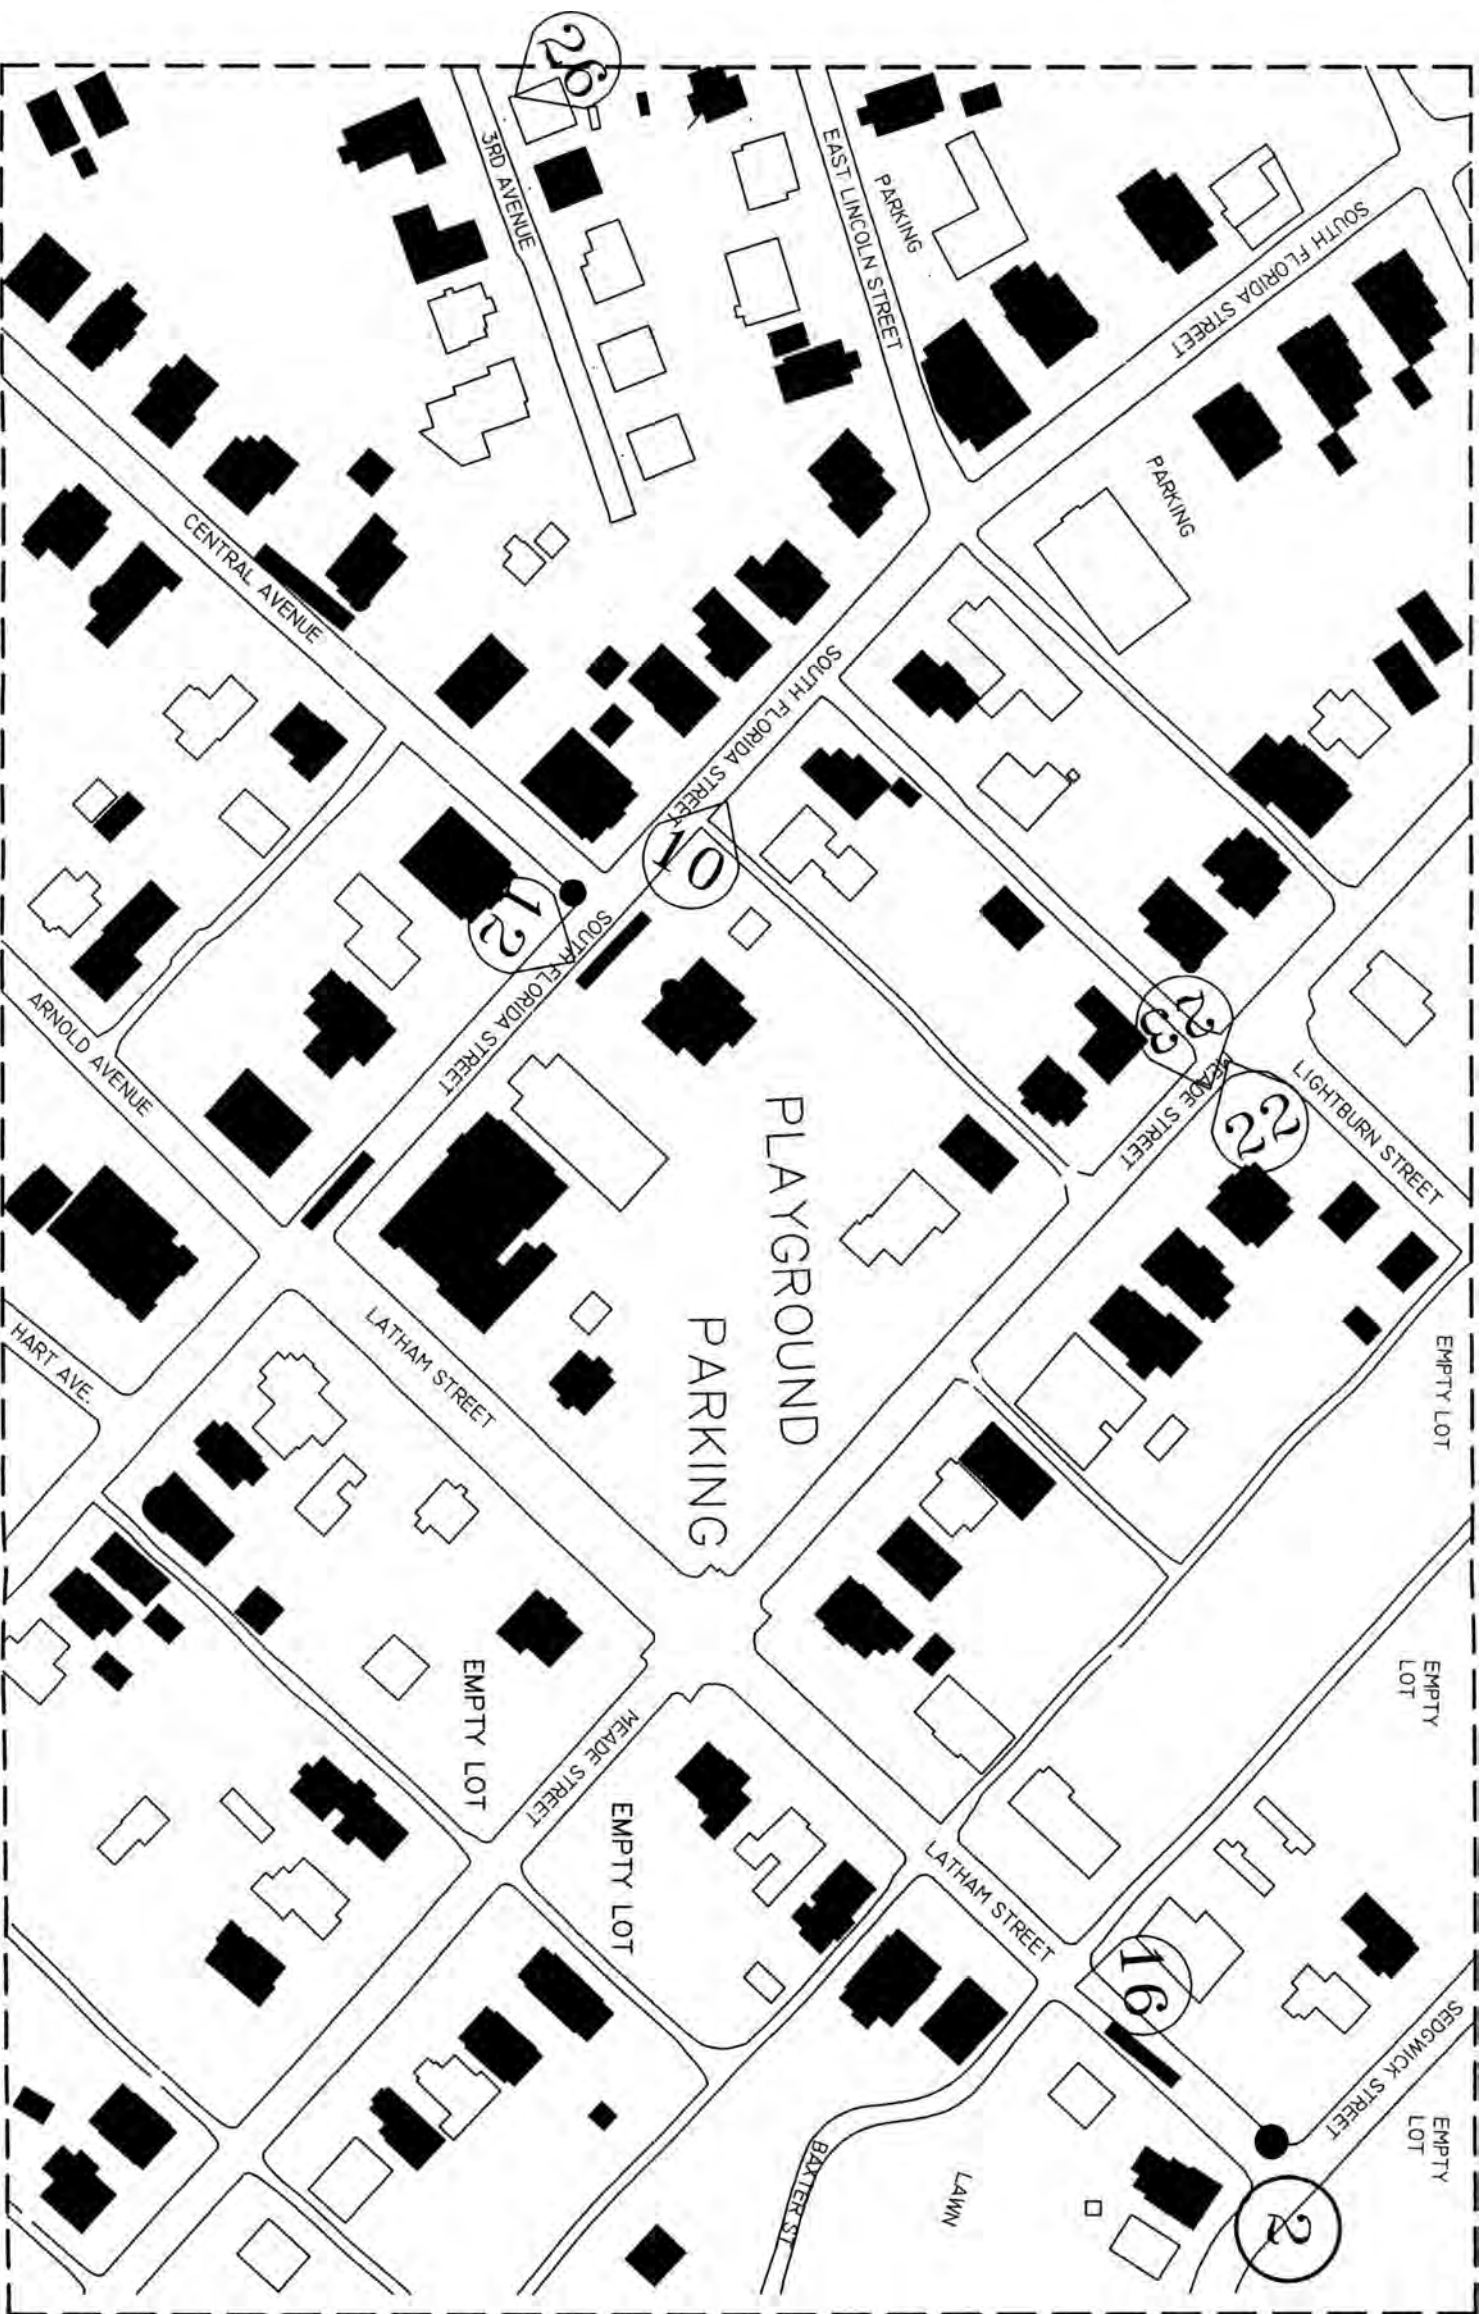 26
3RD AVENUE
EAST LINCOLN STREET
PARKING
SOUTH FLORIDA STREET
PARKING
CENTRAL AVENUE
SOUTH FLORIDA STREET
10
12
SOUTH FLORIDA STREET
23
MEADE STREET
22
LIGHTBURN STREET
ARNOLD AVENUE
PLAYGROUND
PARKING
HART AVE.
LATHAM STREET
EMPTY LOT
EMPTY LOT
MEADE STREET
EMPTY LOT
EMPTY
LOT
LATHAM STREET
16
SEDGWICK STREET
EMPTY
LOT
BAXTER ST
LAWN
2